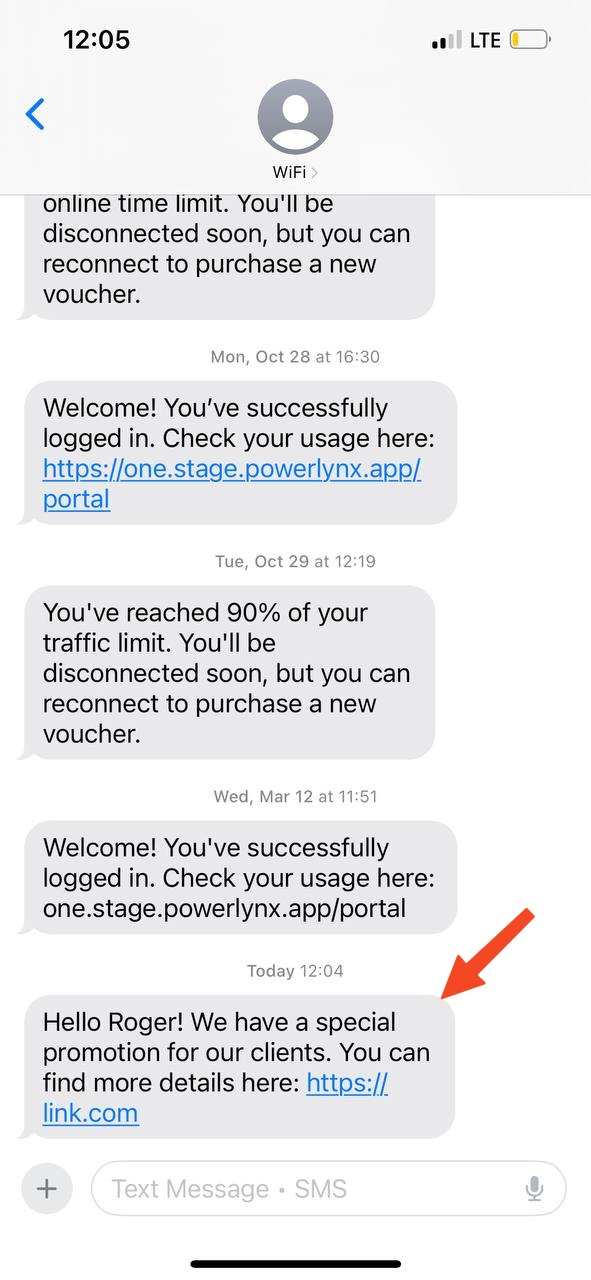 12:05
LTE
WiFi
online time limit. You'll be
disconnected soon, but you can
reconnect to purchase a new
voucher.
Mon, Oct 28 at 16:30
Welcome! You’ve successfully
logged in. Check your usage here:
https://one.stage.powerlynx.app/
portal
Tue, Oct 29 at 12:19
You've reached 90% of your
traffic limit. You'll be
disconnected soon, but you can
reconnect to purchase a new
voucher.
Wed, Mar 12 at 11:51
Welcome! You've successfully
logged in. Check your usage here:
one.stage.powerlynx.app/portal
Today 12:04
Hello Roger! We have a special
promotion for our clients. You can
find more details here: https://
link.com
Text Message • SMS